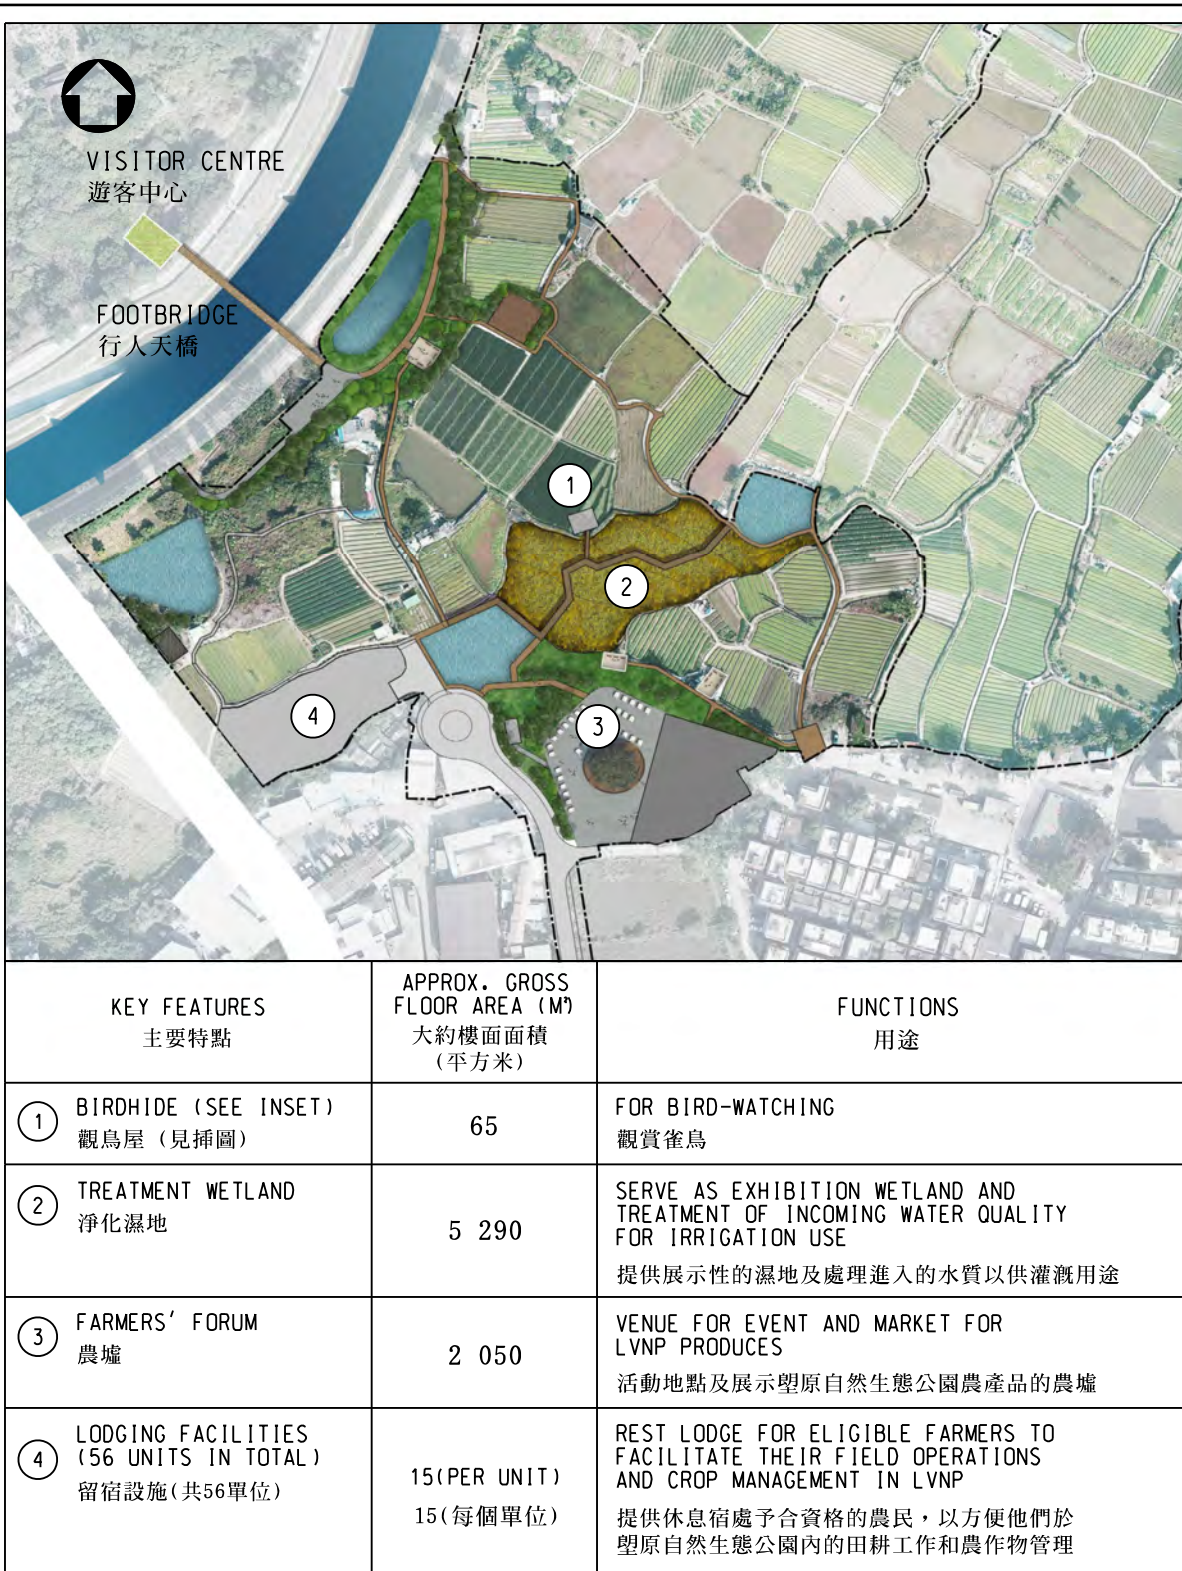 VISITOR CENTRE
遊客中心
FOOTBRIDGE
行人天橋
1
2
3
4
KEY FEATURES
主要特點
APPROX. GROSS
FLOOR AREA (M²)
大約樓面面積
(平方米)
FUNCTIONS
用途
1 BIRDHIDE (SEE INSET)
觀鳥屋 (見揷圖)
65
FOR BIRD-WATCHING
觀賞雀鳥
2 TREATMENT WETLAND
淨化濕地
5 290
SERVE AS EXHIBITION WETLAND AND
TREATMENT OF INCOMING WATER QUALITY
FOR IRRIGATION USE
提供展示性的濕地及處理進入的水質以供灌漑用途
3 FARMERS' FORUM
農墟
2 050
VENUE FOR EVENT AND MARKET FOR
LVNP PRODUCES
活動地點及展示塱原自然生態公園農產品的農墟
4 LODGING FACILITIES
(56 UNITS IN TOTAL)
留宿設施(共56單位)
15(PER UNIT)
15(每個單位)
REST LODGE FOR ELIGIBLE FARMERS TO
FACILITATE THEIR FIELD OPERATIONS
AND CROP MANAGEMENT IN LVNP
提供休息宿處予合資格的農民，以方便他們於
塱原自然生態公園內的田耕工作和農作物管理